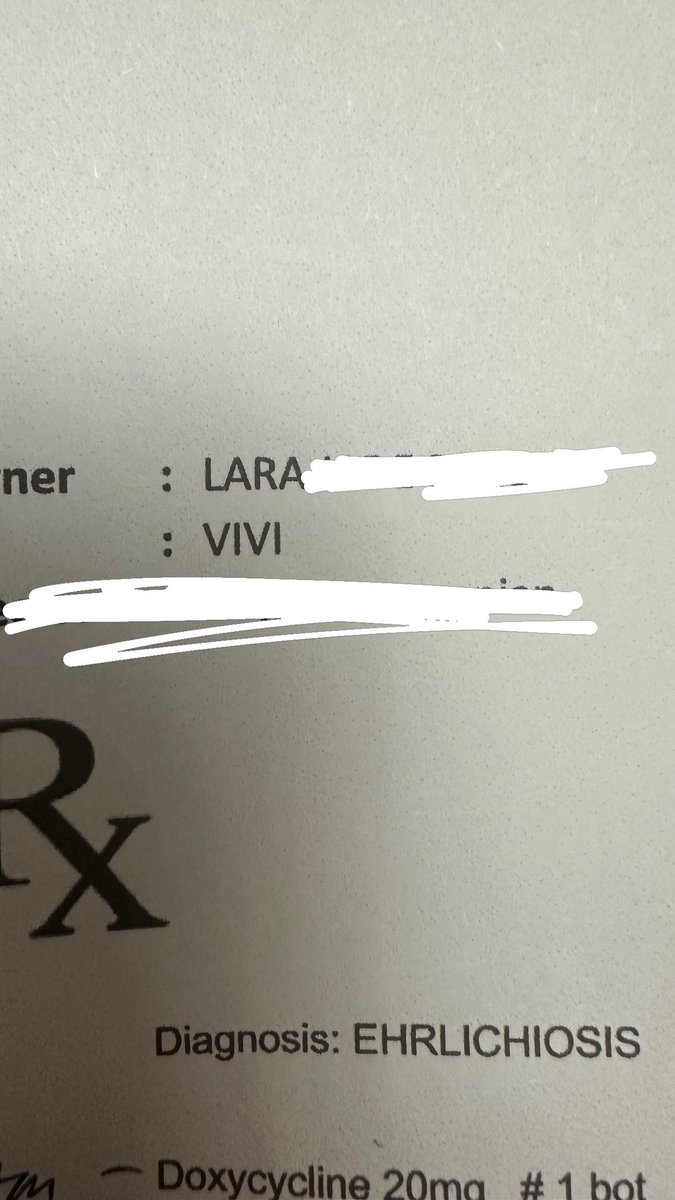 ner : LARA
: VIVI
Rx
Diagnosis: EHRLICHIOSIS
Doxycycline 20mg # 1 bot